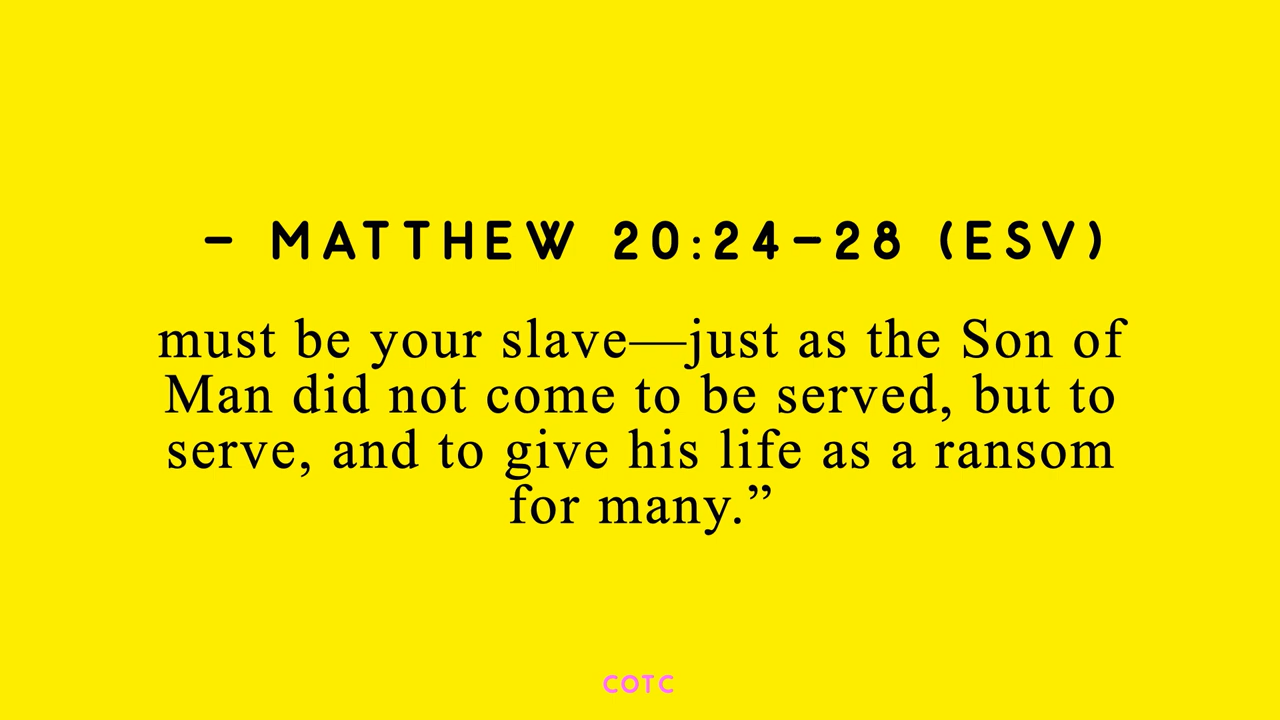 – MATTHEW 20:24–28 (ESV)
must be your slave—just as the Son of
Man did not come to be served, but to
serve, and to give his life as a ransom
for many.”
COTC